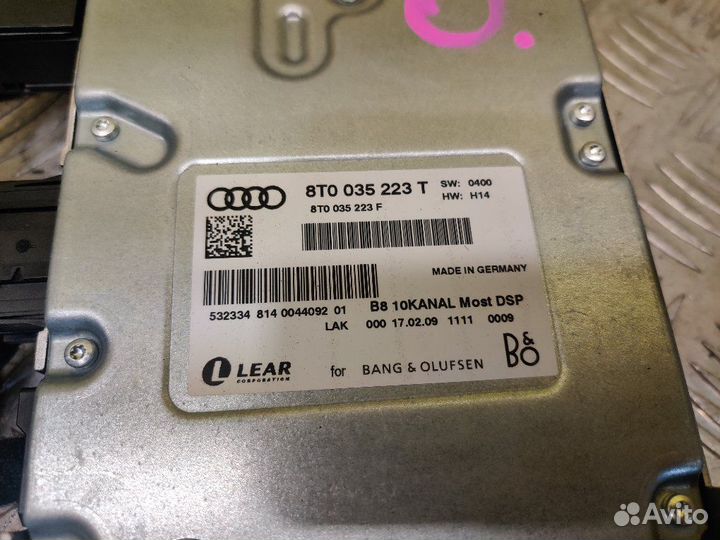 8T0 035 223 T SW: 0400
8T0 035 223 F HW: H14
MADE IN GERMANY
532334 814 0044092 01 B8 10KANAL Most DSP
LAK 000 17.02.09 1111 0009
L LEAR CORPORATION for BANG & OLUFSEN B&O
Avito